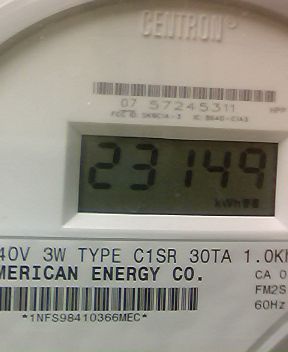 CENTRON®
07 57245311
23149
kWh
40V 3W TYPE C1SR 30TA 1.0K
MERICAN ENERGY CO.
CA 0
FM2S
60Hz
*1NFS98410366MEC*